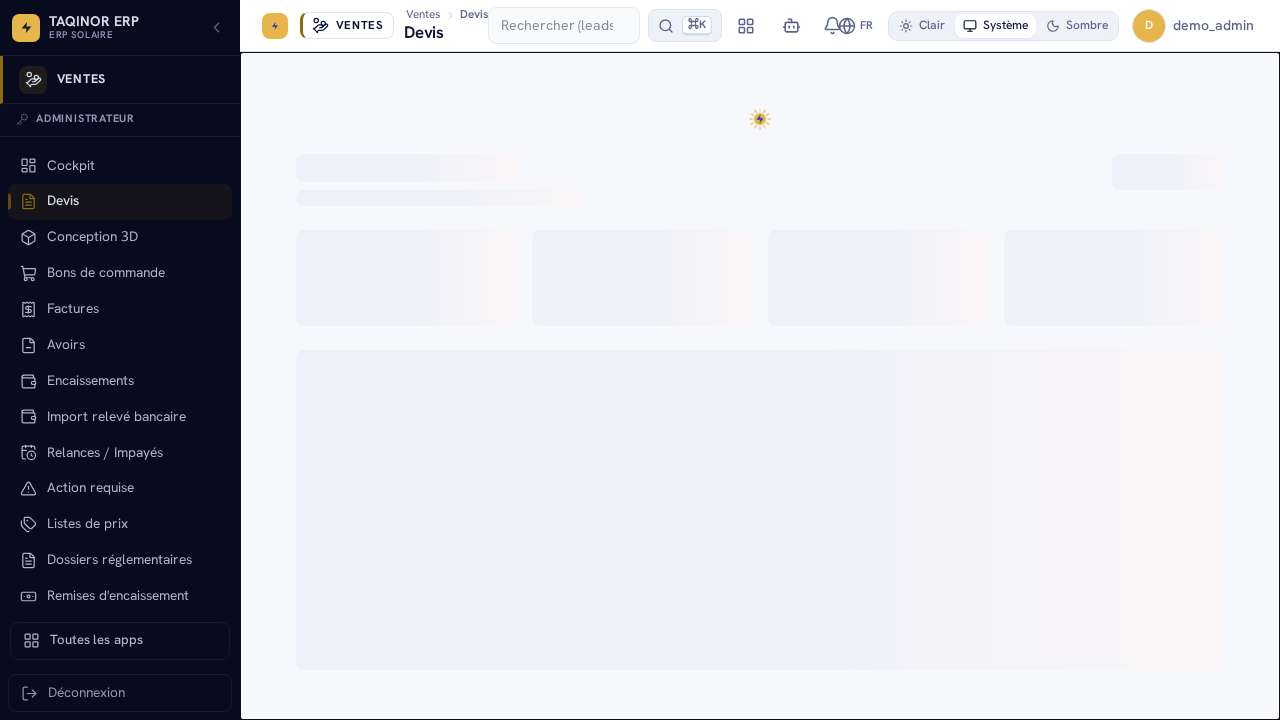 TAQINOR ERP
ERP SOLAIRE
VENTES
ADMINISTRATEUR
Cockpit
Devis
Conception 3D
Bons de commande
Factures
Avoirs
Encaissements
Import relevé bancaire
Relances / Impayés
Action requise
Listes de prix
Dossiers réglementaires
Remises d'encaissement
Toutes les apps
Déconnexion
VENTES
Ventes
Devis
Devis
Rechercher (leads
⌘K
FR
Clair
Système
Sombre
D
demo_admin